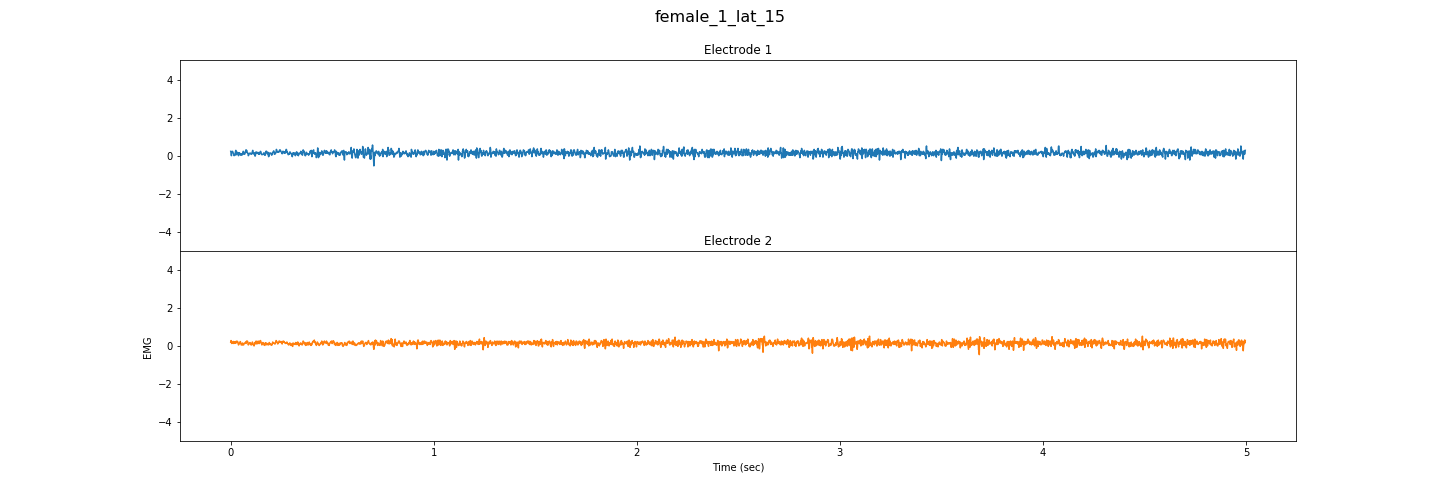 female_1_lat_15
Electrode 1
4
2
0
−2
−4
Electrode 2
4
2
0
−2
−4
EMG
0 1 2 3 4 5
Time (sec)